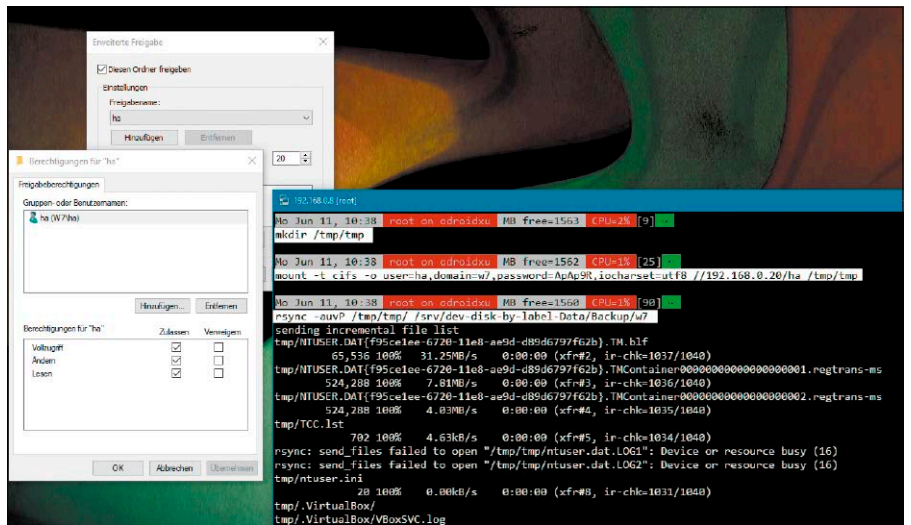 Erweiterte Freigabe
Diesen Ordner freigeben
Einstellungen
Freigabename:
ha
Hinzufügen
Entfernen
20
Berechtigungen für "ha"
Freigabeberechtigungen
Gruppen- oder Benutzernamen:
ha (W7\ha)
Hinzufügen...
Entfernen
Berechtigungen für "ha"
Zulassen
Verweigern
Vollzugriff
Ändern
Lesen
OK
Abbrechen
Übernehmen
192.168.0.8 [root]
Mo Jun 11, 10:38 root on odroidxu MB free=1563 CPU=2% [9]
mkdir /tmp/tmp
Mo Jun 11, 10:38 root on odroidxu MB free=1562 CPU=1% [25]
mount -t cifs -o user=ha,domain=w7,password=ApAp9R,iocharset=utf8 //192.168.0.20/ha /tmp/tmp
Mo Jun 11, 10:38 root on odroidxu MB free=1560 CPU=1% [90]
rsync -auvP /tmp/tmp/ /srv/dev-disk-by-label-Data/Backup/w7
sending incremental file list
tmp/NTUSER.DAT{f95ce1ee-6720-11e8-ae9d-d89d6797f62b}.TM.blf
65,536 100% 31.25MB/s 0:00:00 (xfr#2, ir-chk=1037/1040)
tmp/NTUSER.DAT{f95ce1ee-6720-11e8-ae9d-d89d6797f62b}.TMContainer00000000000000000001.regtrans-ms
524,288 100% 7.81MB/s 0:00:00 (xfr#3, ir-chk=1036/1040)
tmp/NTUSER.DAT{f95ce1ee-6720-11e8-ae9d-d89d6797f62b}.TMContainer00000000000000000002.regtrans-ms
524,288 100% 4.03MB/s 0:00:00 (xfr#4, ir-chk=1035/1040)
tmp/TCC.lst
702 100% 4.63kB/s 0:00:00 (xfr#5, ir-chk=1034/1040)
rsync: send_files failed to open "/tmp/tmp/ntuser.dat.LOG1": Device or resource busy (16)
rsync: send_files failed to open "/tmp/tmp/ntuser.dat.LOG2": Device or resource busy (16)
tmp/ntuser.ini
20 100% 0.00kB/s 0:00:00 (xfr#8, ir-chk=1031/1040)
tmp/.VirtualBox/
tmp/.VirtualBox/VBoxSVC.log